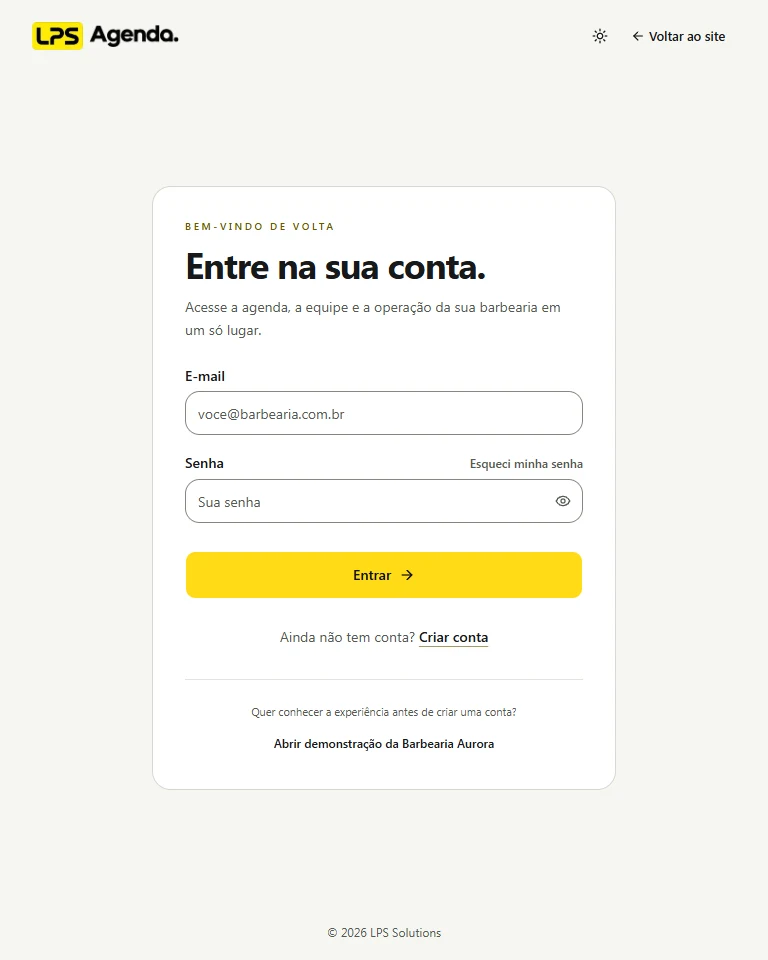 LPS Agenda.
Voltar ao site
BEM-VINDO DE VOLTA
Entre na sua conta.
Acesse a agenda, a equipe e a operação da sua barbearia em
um só lugar.
E-mail
voce@barbearia.com.br
Senha
Esqueci minha senha
Sua senha
Entrar
Ainda não tem conta? Criar conta
Quer conhecer a experiência antes de criar uma conta?
Abrir demonstração da Barbearia Aurora
© 2026 LPS Solutions